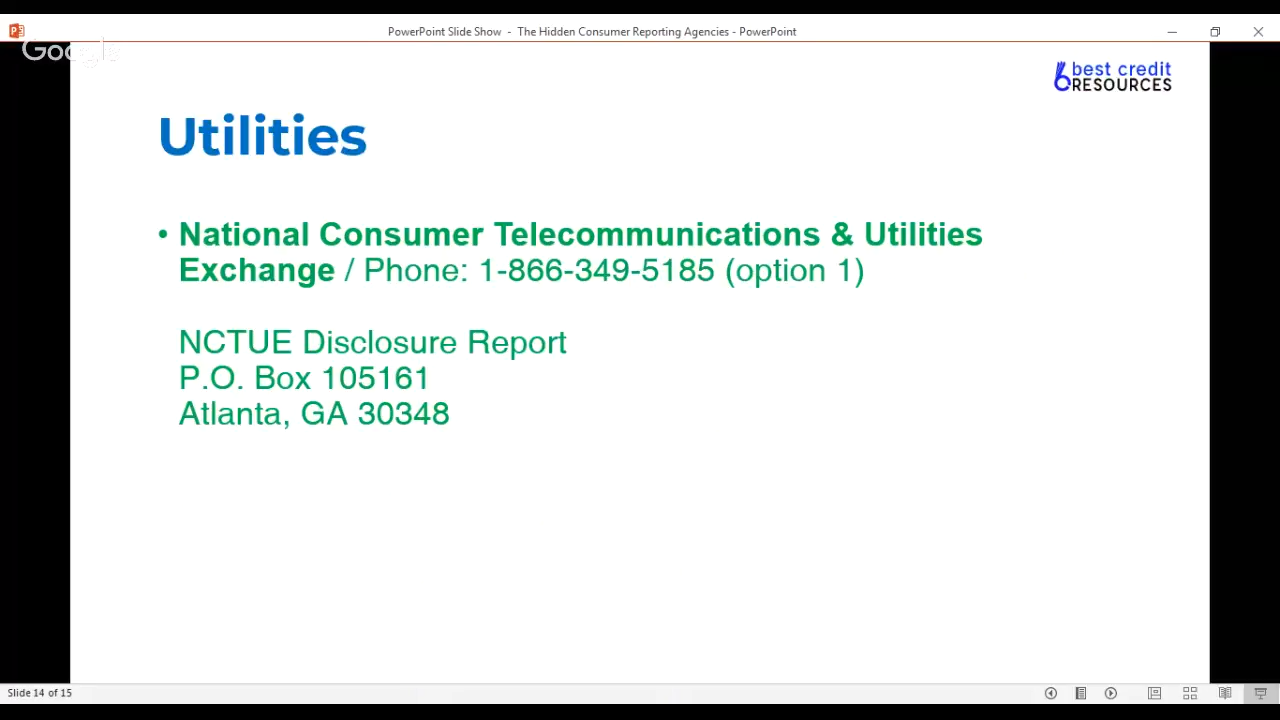 PowerPoint Slide Show - The Hidden Consumer Reporting Agencies - PowerPoint
Google
best credit
RESOURCES
Utilities
• National Consumer Telecommunications & Utilities
Exchange / Phone: 1-866-349-5185 (option 1)
NCTUE Disclosure Report
P.O. Box 105161
Atlanta, GA 30348
Slide 14 of 15